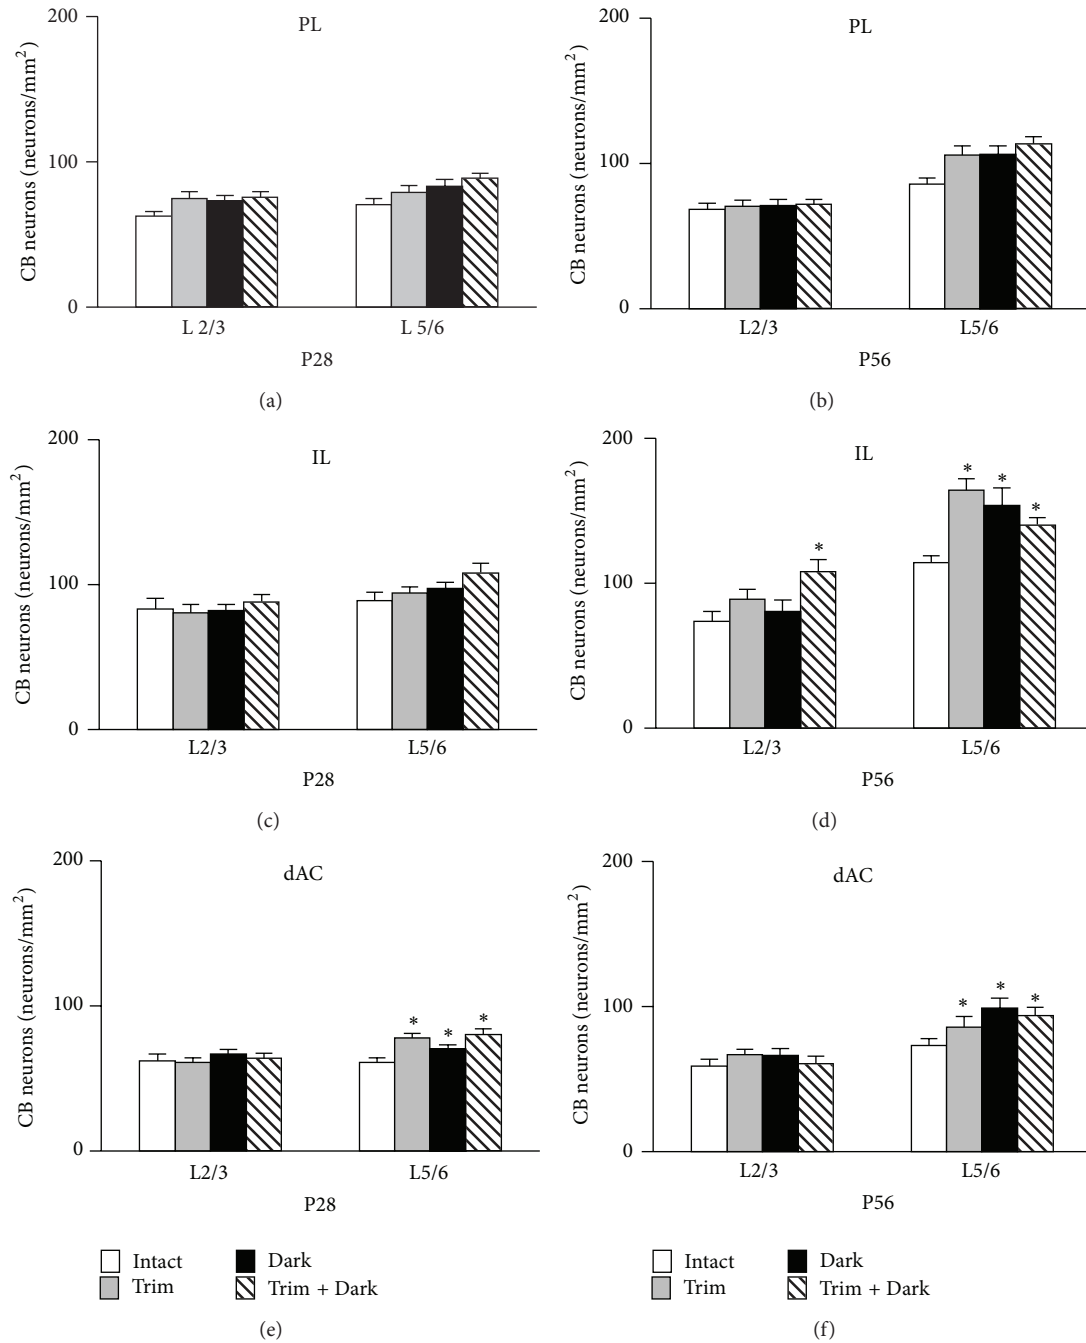 PL
200
100
0
CB neurons (neurons/mm²)
L 2/3 L 5/6
P28
(a)
PL
200
100
0
CB neurons (neurons/mm²)
L2/3 L5/6
P56
(b)
IL
200
100
0
CB neurons (neurons/mm²)
L2/3 L5/6
P28
(c)
IL
200
100
0
CB neurons (neurons/mm²)
*
* * *
L2/3 L5/6
P56
(d)
dAC
200
100
0
CB neurons (neurons/mm²)
* * *
L2/3 L5/6
P28
Intact Dark
Trim Trim + Dark
(e)
dAC
200
100
0
CB neurons (neurons/mm²)
* * *
L2/3 L5/6
P56
Intact Dark
Trim Trim + Dark
(f)